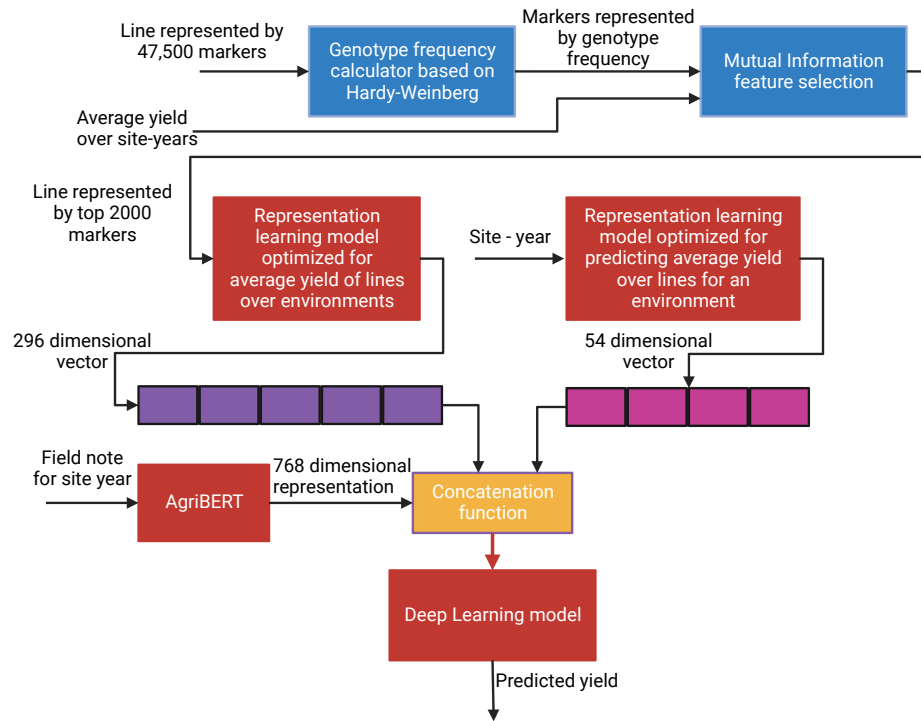 Line represented by
47,500 markers
Genotype frequency
calculator based on
Hardy-Weinberg
Markers represented
by genotype
frequency
Mutual Information
feature selection
Average yield
over site-years
Line represented
by top 2000
markers
Representation
learning model
optimized for
average yield of lines
over environments
Site - year
Representation learning
model optimized for
predicting average yield
over lines for an
environment
296 dimensional
vector
54 dimensional
vector
Field note
for site year
AgriBERT
768 dimensional
representation
Concatenation
function
Deep Learning model
Predicted yield